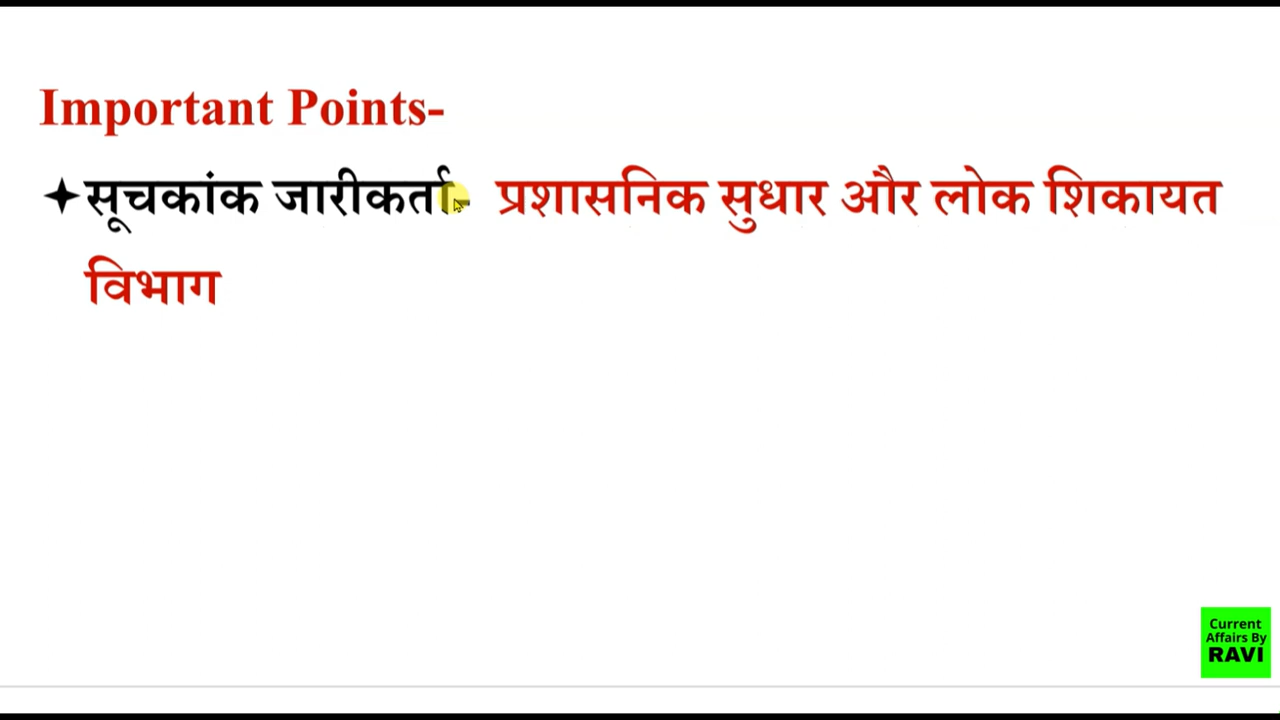 Important Points-
✦सूचकांक जारीकर्ता- प्रशासनिक सुधार और लोक शिकायत
विभाग
Current
Affairs By
RAVI